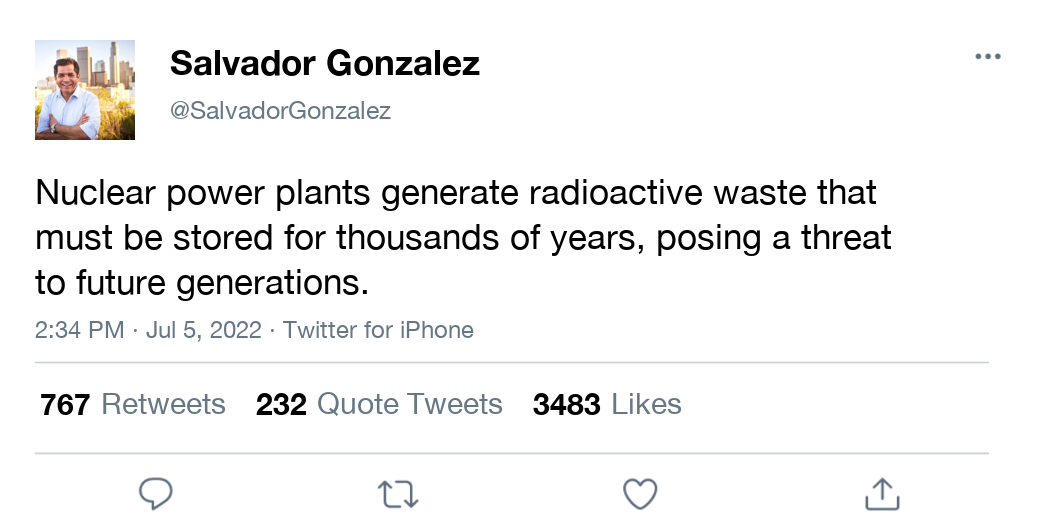 Salvador Gonzalez
@SalvadorGonzalez
Nuclear power plants generate radioactive waste that
must be stored for thousands of years, posing a threat
to future generations.
2:34 PM · Jul 5, 2022 · Twitter for iPhone
767 Retweets 232 Quote Tweets 3483 Likes